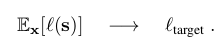 𝔼ₓ[ℓ(𝐬)] ⟶ ℓ_target .